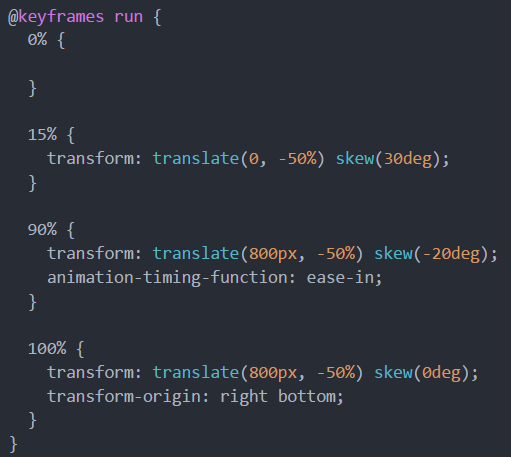 @keyframes run {
0% {
}
15% {
transform: translate(0, -50%) skew(30deg);
}
90% {
transform: translate(800px, -50%) skew(-20deg);
animation-timing-function: ease-in;
}
100% {
transform: translate(800px, -50%) skew(0deg);
transform-origin: right bottom;
}
}